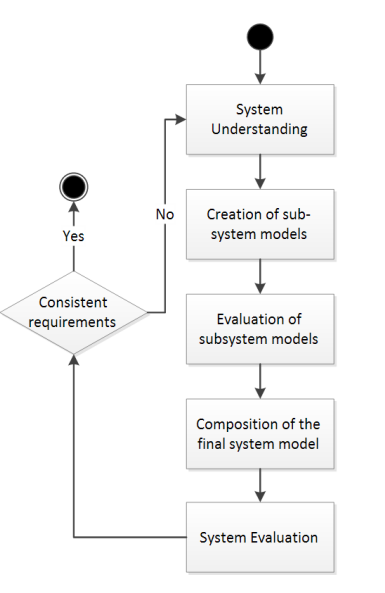 System
Understanding
Creation of sub-
system models
Evaluation of
subsystem models
Composition of the
final system model
System Evaluation
Consistent
requirements
Yes
No